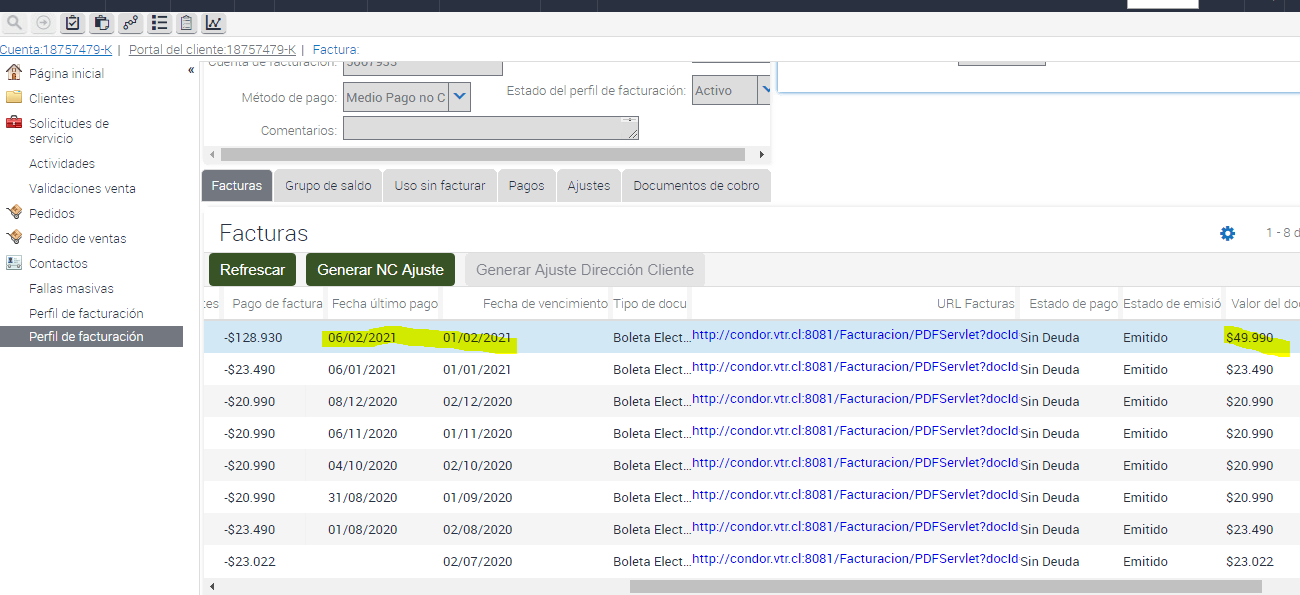 Cuenta:18757479-K | Portal del cliente:18757479-K | Factura:
Página inicial
Clientes
Solicitudes de servicio
Actividades
Validaciones venta
Pedidos
Pedido de ventas
Contactos
Fallas masivas
Perfil de facturación
Perfil de facturación
«
Cuenta de facturación: 5607953
Método de pago: Medio Pago no C
Estado del perfil de facturación: Activo
Comentarios:
Facturas Grupo de saldo Uso sin facturar Pagos Ajustes Documentos de cobro
Facturas
1 - 8 d
Refrescar Generar NC Ajuste Generar Ajuste Dirección Cliente
tes Pago de factura Fecha último pago Fecha de vencimiento Tipo de docu URL Facturas Estado de pago Estado de emisió Valor del doc
-$128.930 06/02/2021 01/02/2021 Boleta Elect... http://condor.vtr.cl:8081/Facturacion/PDFServlet?docId Sin Deuda Emitido $49.990
-$23.490 06/01/2021 01/01/2021 Boleta Elect... http://condor.vtr.cl:8081/Facturacion/PDFServlet?docId Sin Deuda Emitido $23.490
-$20.990 08/12/2020 02/12/2020 Boleta Elect... http://condor.vtr.cl:8081/Facturacion/PDFServlet?docId Sin Deuda Emitido $20.990
-$20.990 06/11/2020 01/11/2020 Boleta Elect... http://condor.vtr.cl:8081/Facturacion/PDFServlet?docId Sin Deuda Emitido $20.990
-$20.990 04/10/2020 02/10/2020 Boleta Elect... http://condor.vtr.cl:8081/Facturacion/PDFServlet?docId Sin Deuda Emitido $20.990
-$20.990 31/08/2020 01/09/2020 Boleta Elect... http://condor.vtr.cl:8081/Facturacion/PDFServlet?docId Sin Deuda Emitido $20.990
-$23.490 01/08/2020 02/08/2020 Boleta Elect... http://condor.vtr.cl:8081/Facturacion/PDFServlet?docId Sin Deuda Emitido $23.490
-$23.022 02/07/2020 Boleta Elect... http://condor.vtr.cl:8081/Facturacion/PDFServlet?docId Sin Deuda Emitido $23.022